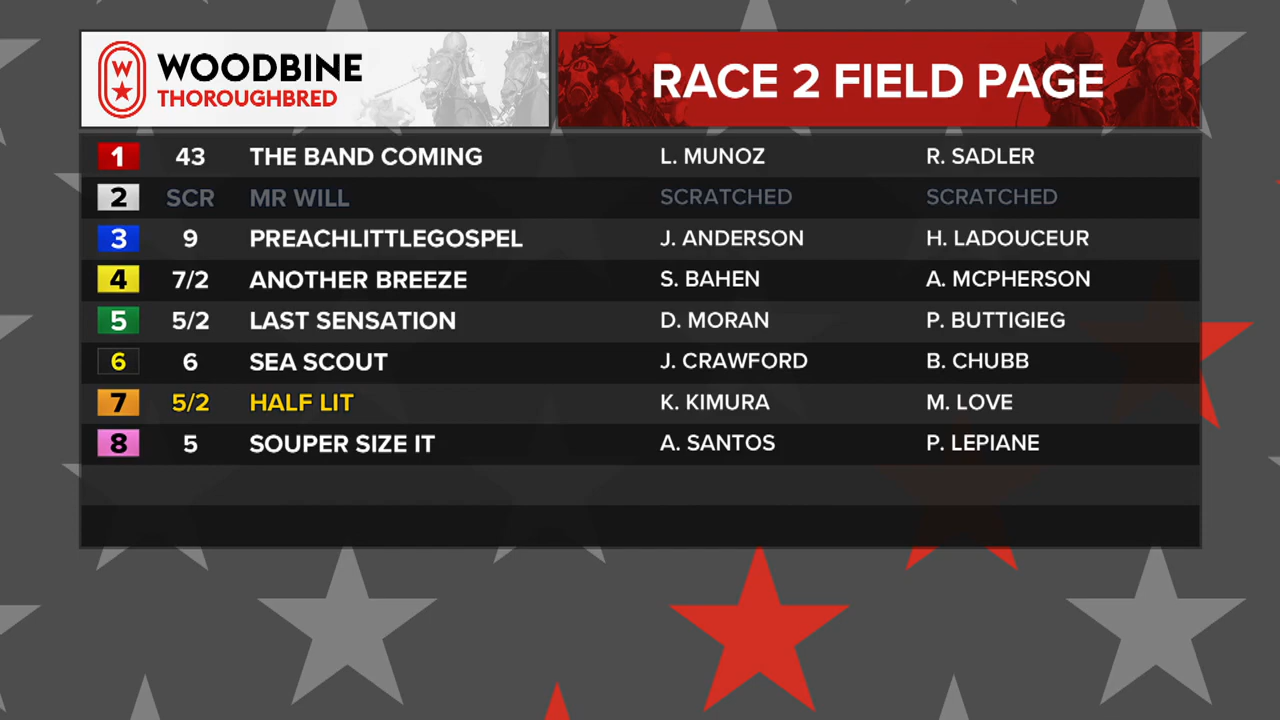 W
WOODBINE
THOROUGHBRED
RACE 2 FIELD PAGE
1 43 THE BAND COMING L. MUNOZ R. SADLER
2 SCR MR WILL SCRATCHED SCRATCHED
3 9 PREACHLITTLEGOSPEL J. ANDERSON H. LADOUCEUR
4 7/2 ANOTHER BREEZE S. BAHEN A. MCPHERSON
5 5/2 LAST SENSATION D. MORAN P. BUTTIGIEG
6 6 SEA SCOUT J. CRAWFORD B. CHUBB
7 5/2 HALF LIT K. KIMURA M. LOVE
8 5 SOUPER SIZE IT A. SANTOS P. LEPIANE